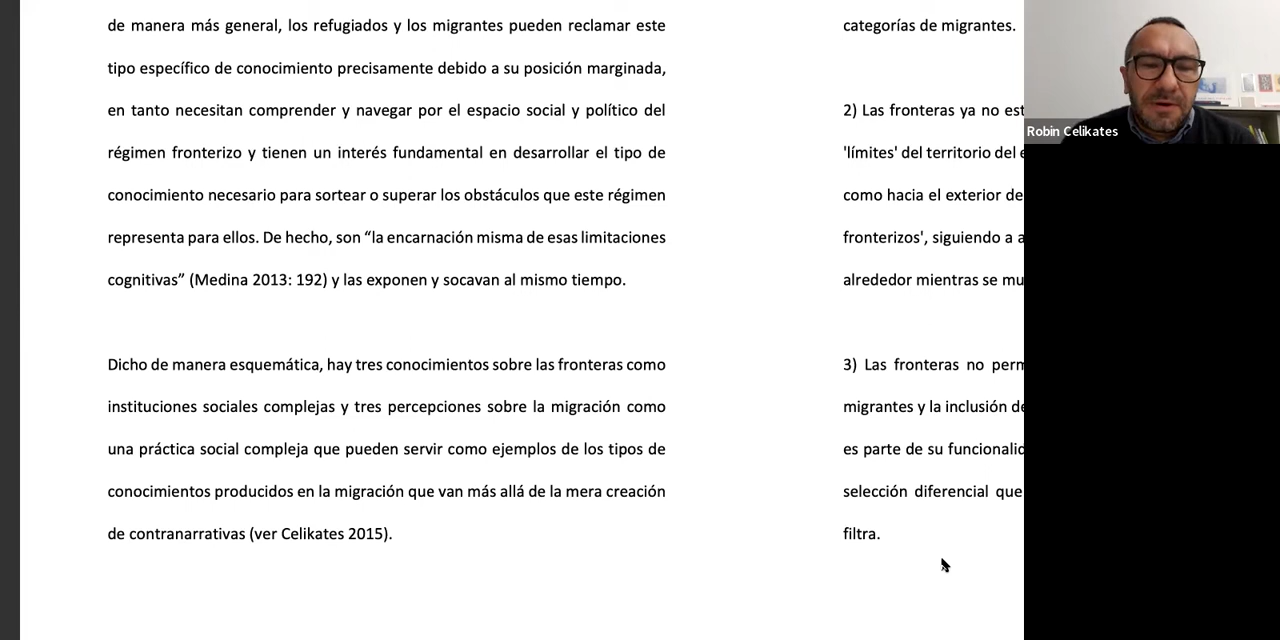 de manera más general, los refugiados y los migrantes pueden reclamar este
tipo específico de conocimiento precisamente debido a su posición marginada,
en tanto necesitan comprender y navegar por el espacio social y político del
régimen fronterizo y tienen un interés fundamental en desarrollar el tipo de
conocimiento necesario para sortear o superar los obstáculos que este régimen
representa para ellos. De hecho, son “la encarnación misma de esas limitaciones
cognitivas” (Medina 2013: 192) y las exponen y socavan al mismo tiempo.
Dicho de manera esquemática, hay tres conocimientos sobre las fronteras como
instituciones sociales complejas y tres percepciones sobre la migración como
una práctica social compleja que pueden servir como ejemplos de los tipos de
conocimientos producidos en la migración que van más allá de la mera creación
de contranarrativas (ver Celikates 2015).
categorías de migrantes.
2) Las fronteras ya no est
'límites' del territorio del
como hacia el exterior de
fronterizos', siguiendo a a
alrededor mientras se mu
3) Las fronteras no perm
migrantes y la inclusión de
es parte de su funcionalid
selección diferencial que
filtra.
Robin Celikates